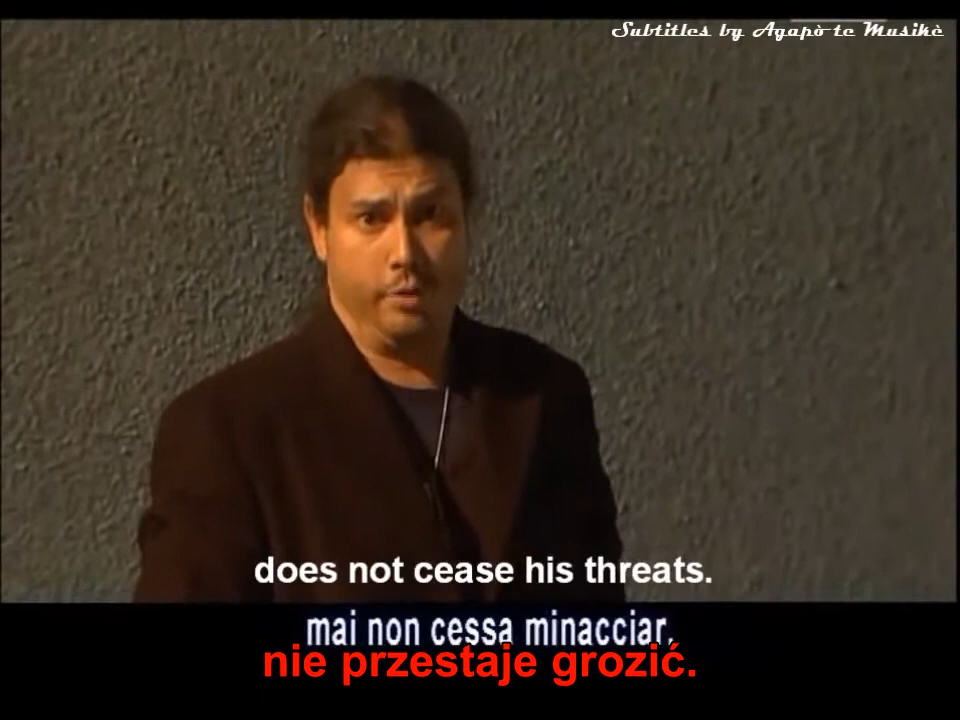 Subtitles by Agapò te Musikè
does not cease his threats.
mai non cessa minacciar,
nie przestaje grozić.